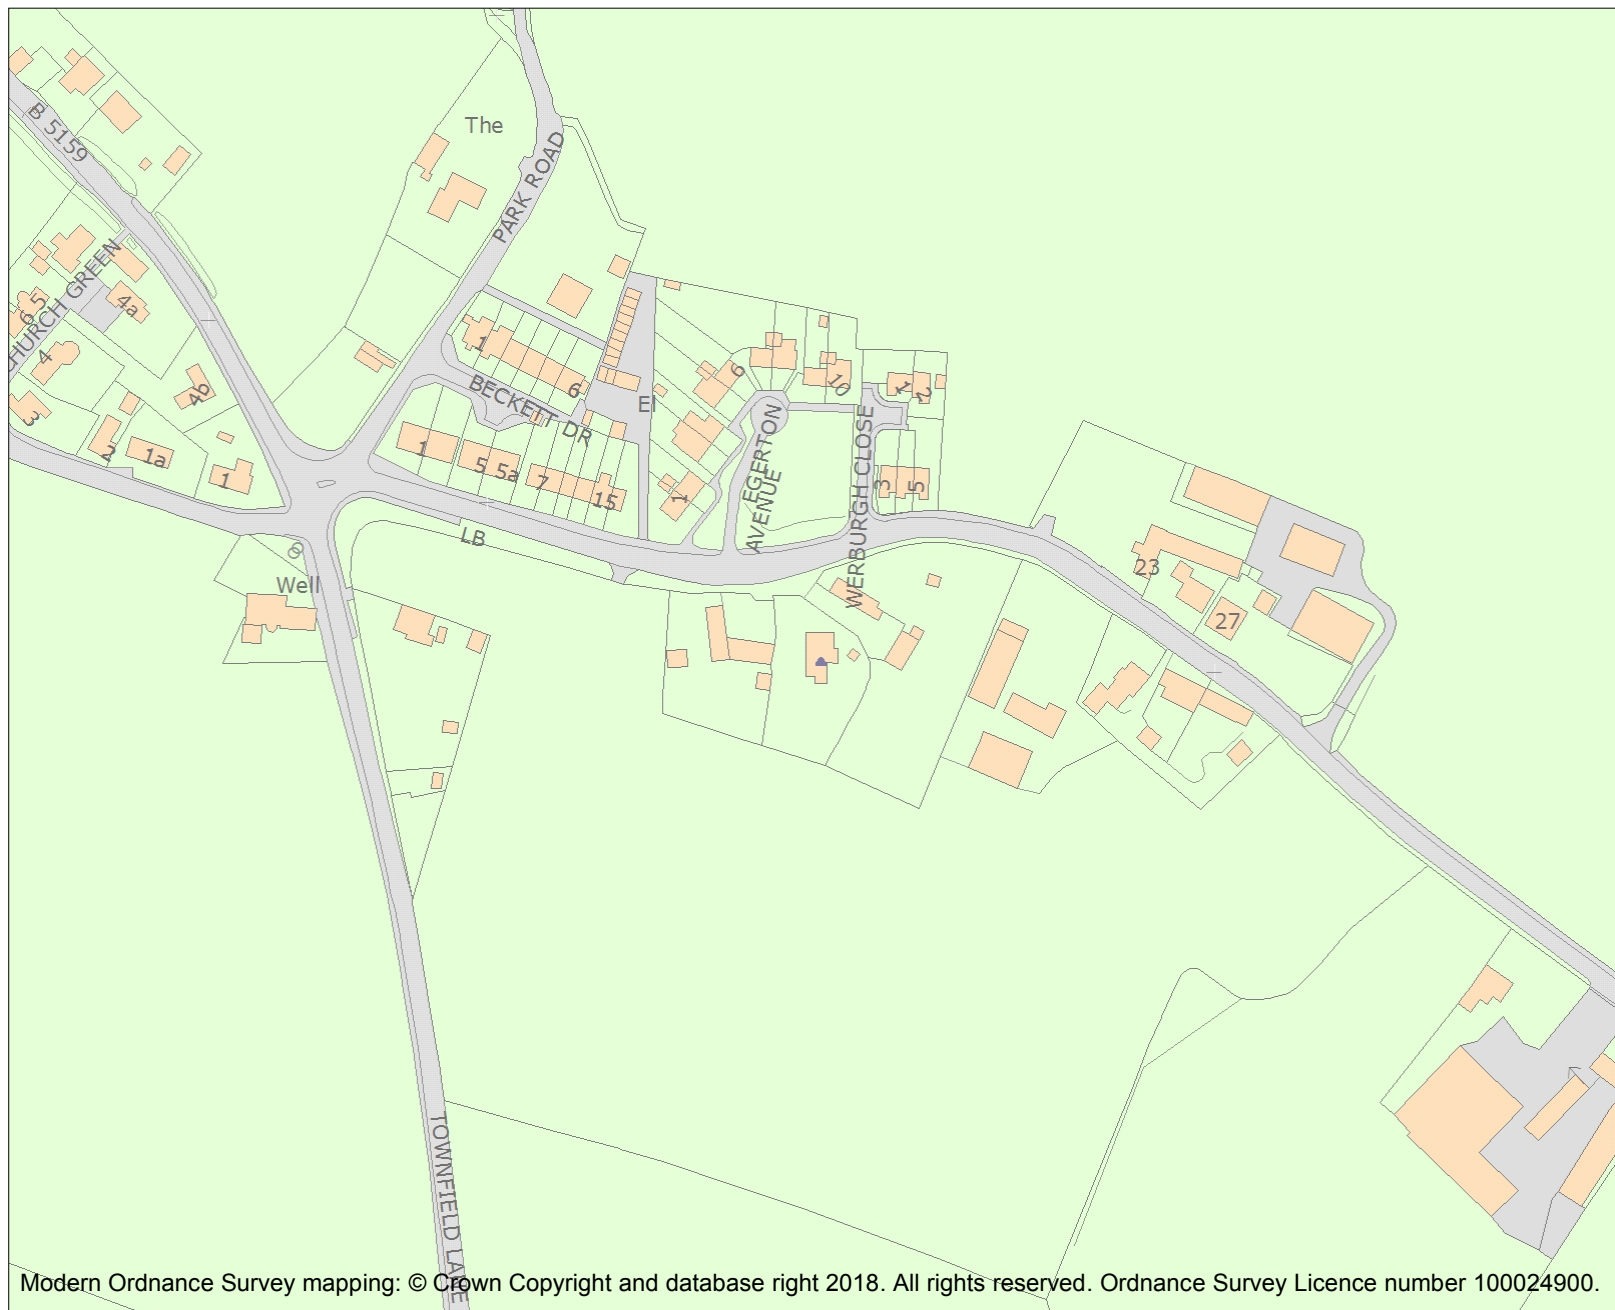 B 5159
The
PARK ROAD
CHURCH GREEN
5
6
4a
4
3
4b
2
1a
1
1
6
BECKETT DR
El
1
5
5a
7
15
6
10
1
EGERTON
AVENUE
1
2
3
5
WERBURGH CLOSE
LB
Well
23
27
TOWNFIELD LANE
Modern Ordnance Survey mapping: © Crown Copyright and database right 2018. All rights reserved. Ordnance Survey Licence number 100024900.